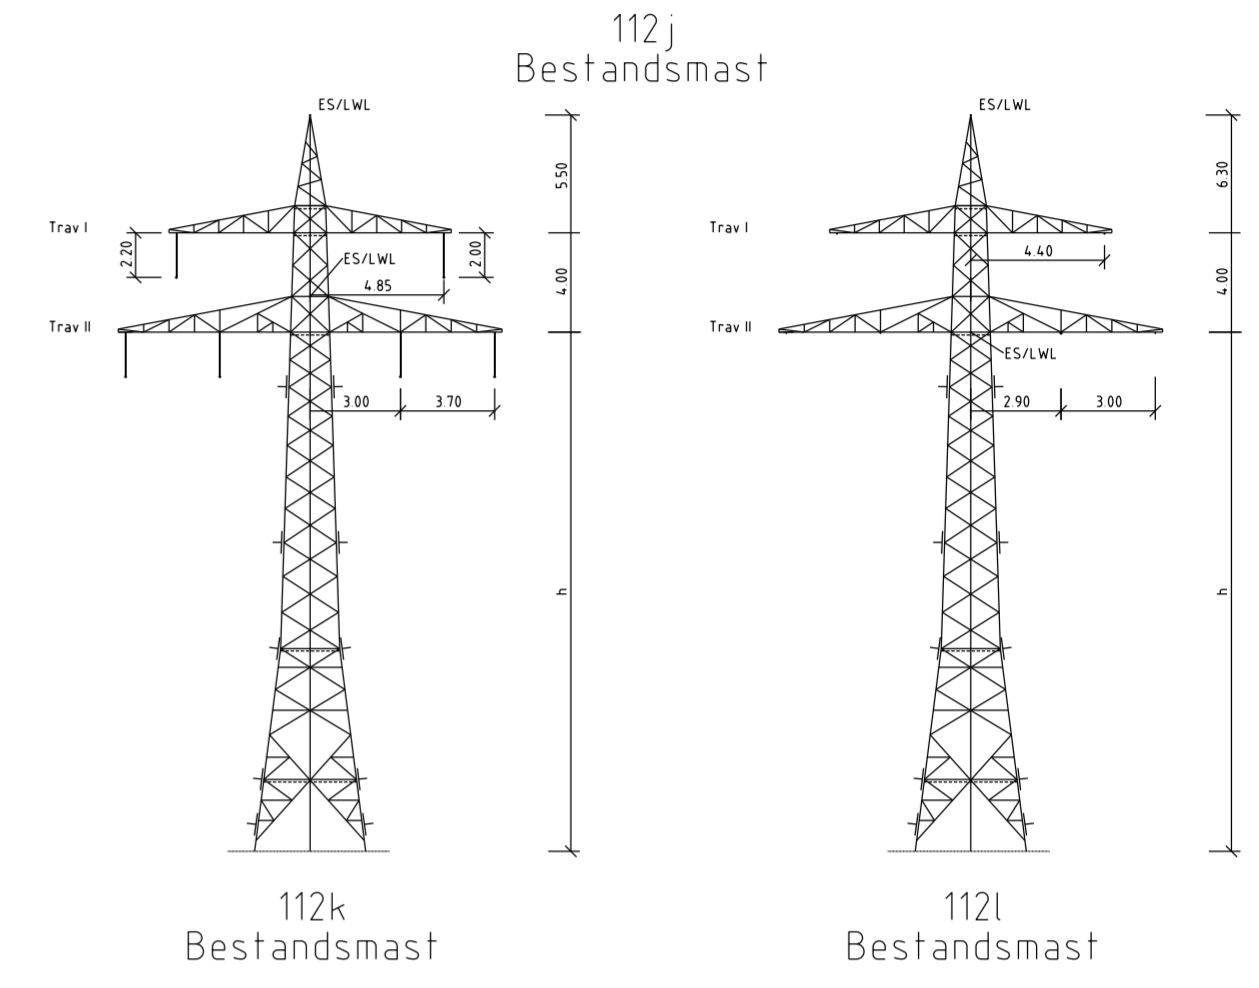 112j
Bestandsmast
ES/LWL
5.50
Trav I
2.20
2.00
ES/LWL
4.85
4.00
Trav II
3.00
3.70
h
112k
Bestandsmast
ES/LWL
6.30
Trav I
4.40
4.00
Trav II
ES/LWL
2.90
3.00
h
112l
Bestandsmast